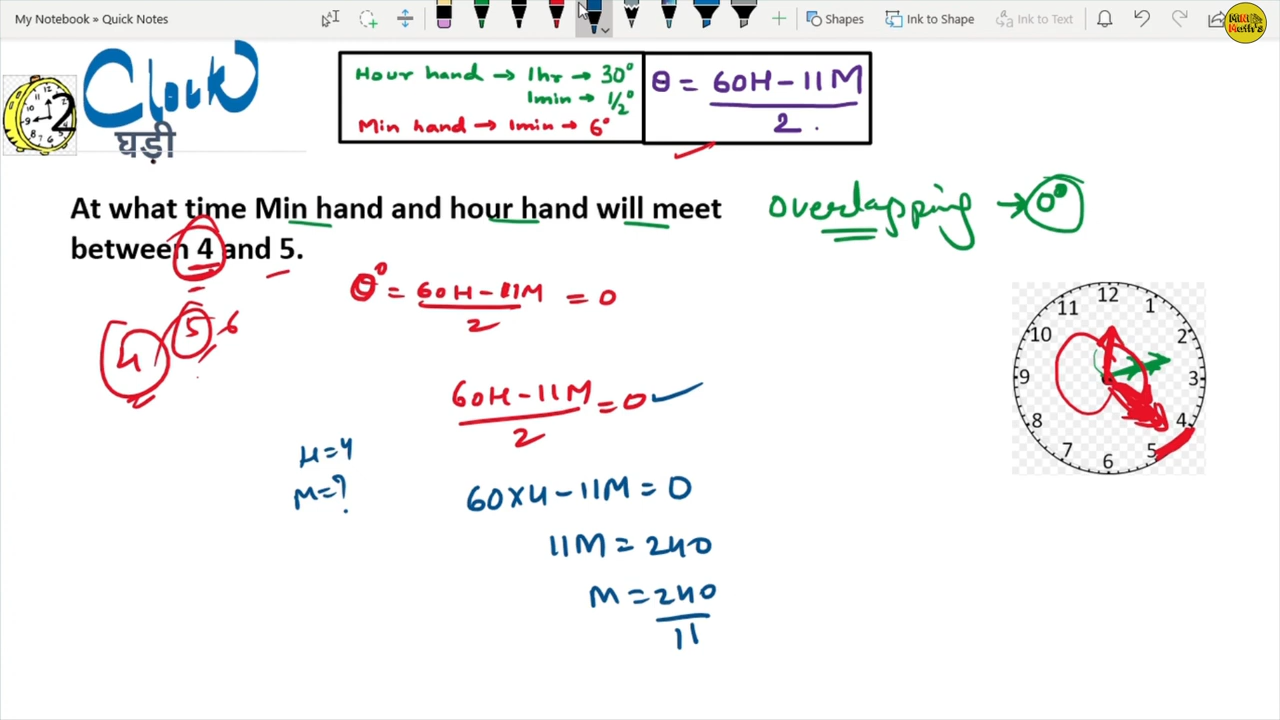 My Notebook » Quick Notes
Shapes
Ink to Shape
Ink to Text
MiNi
Math's
Clock
घड़ी
2
Hour hand → 1hr → 30°
1min → 1/2°
Min hand → 1min → 6°
θ = 60H - 11M
2
At what time Min hand and hour hand will meet
between 4 and 5.
overlapping → 0°
θ° = 60H - 11M = 0
2
4 5 - 6
60H - 11M = 0
2
H = 4
M = ?
60 x 4 - 11M = 0
11M = 240
M = 240
11
12
11 1
10 2
9 3
8 4
7 5
6